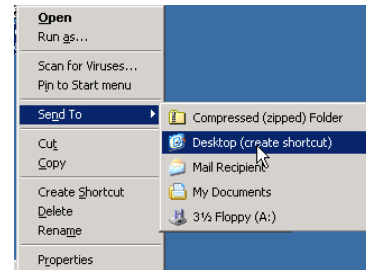 Open
Run as...
Scan for Viruses...
Pin to Start menu
Send To
Cut
Copy
Create Shortcut
Delete
Rename
Properties
Compressed (zipped) Folder
Desktop (create shortcut)
Mail Recipient
My Documents
3½ Floppy (A:)